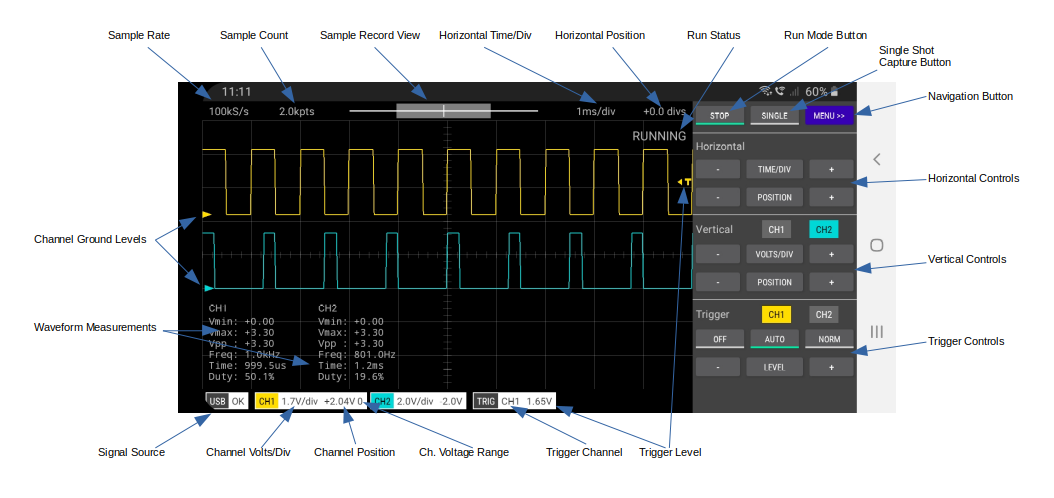 Sample Rate
Sample Count
Sample Record View
Horizontal Time/Div
Horizontal Position
Run Status
Run Mode Button
Single Shot
Capture Button
11:11
60%
Navigation Button
100kS/s
2.0kpts
1ms/div
+0.0 divs
STOP
SINGLE
MENU >>
RUNNING
Horizontal
-
TIME/DIV
+
T
Horizontal Controls
-
POSITION
+
Channel Ground Levels
Vertical
CH1
CH2
-
VOLTS/DIV
+
Vertical Controls
-
POSITION
+
Waveform Measurements
CH1
Vmin: +0.00
Vmax: +3.30
Vpp : +3.30
Freq: 1.0kHz
Time: 999.5us
Duty: 50.1%
CH2
Vmin: +0.00
Vmax: +3.30
Vpp : +3.30
Freq: 801.0Hz
Time: 1.2ms
Duty: 19.6%
Trigger
CH1
CH2
OFF
AUTO
NORM
Trigger Controls
-
LEVEL
+
USB OK
CH1 1.7V/div +2.04V 0-
CH2 2.0V/div -2.0V
TRIG CH1 1.65V
Signal Source
Channel Volts/Div
Channel Position
Ch. Voltage Range
Trigger Channel
Trigger Level